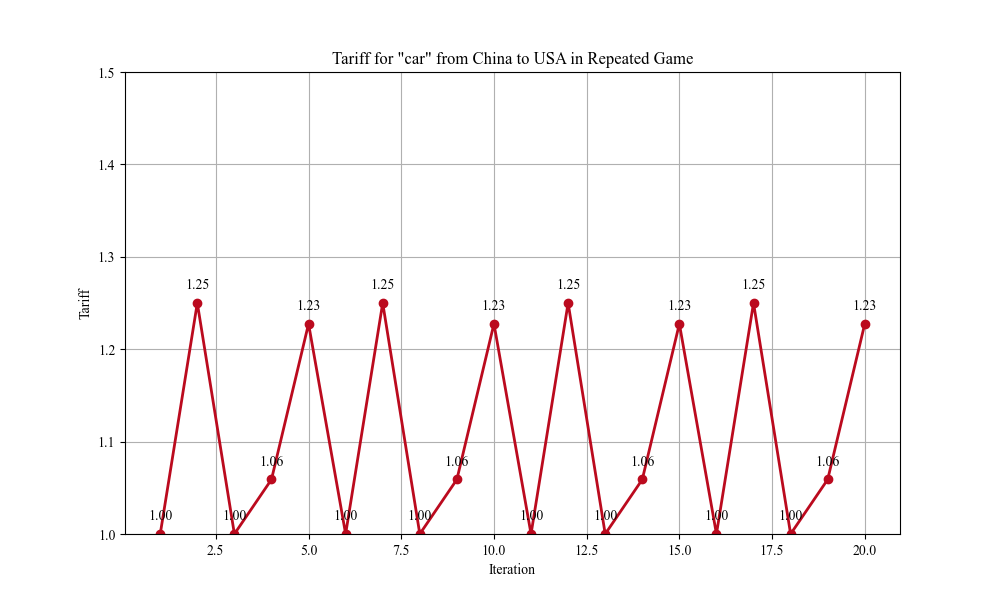 Tariff for "car" from China to USA in Repeated Game
1.5
1.4
1.3
1.25 1.25 1.25 1.25
1.23 1.23 1.23 1.23
1.2
Tariff
1.1
1.06 1.06 1.06 1.06
1.00 1.00 1.00 1.00 1.00 1.00 1.00 1.00
1.0
2.5 5.0 7.5 10.0 12.5 15.0 17.5 20.0
Iteration